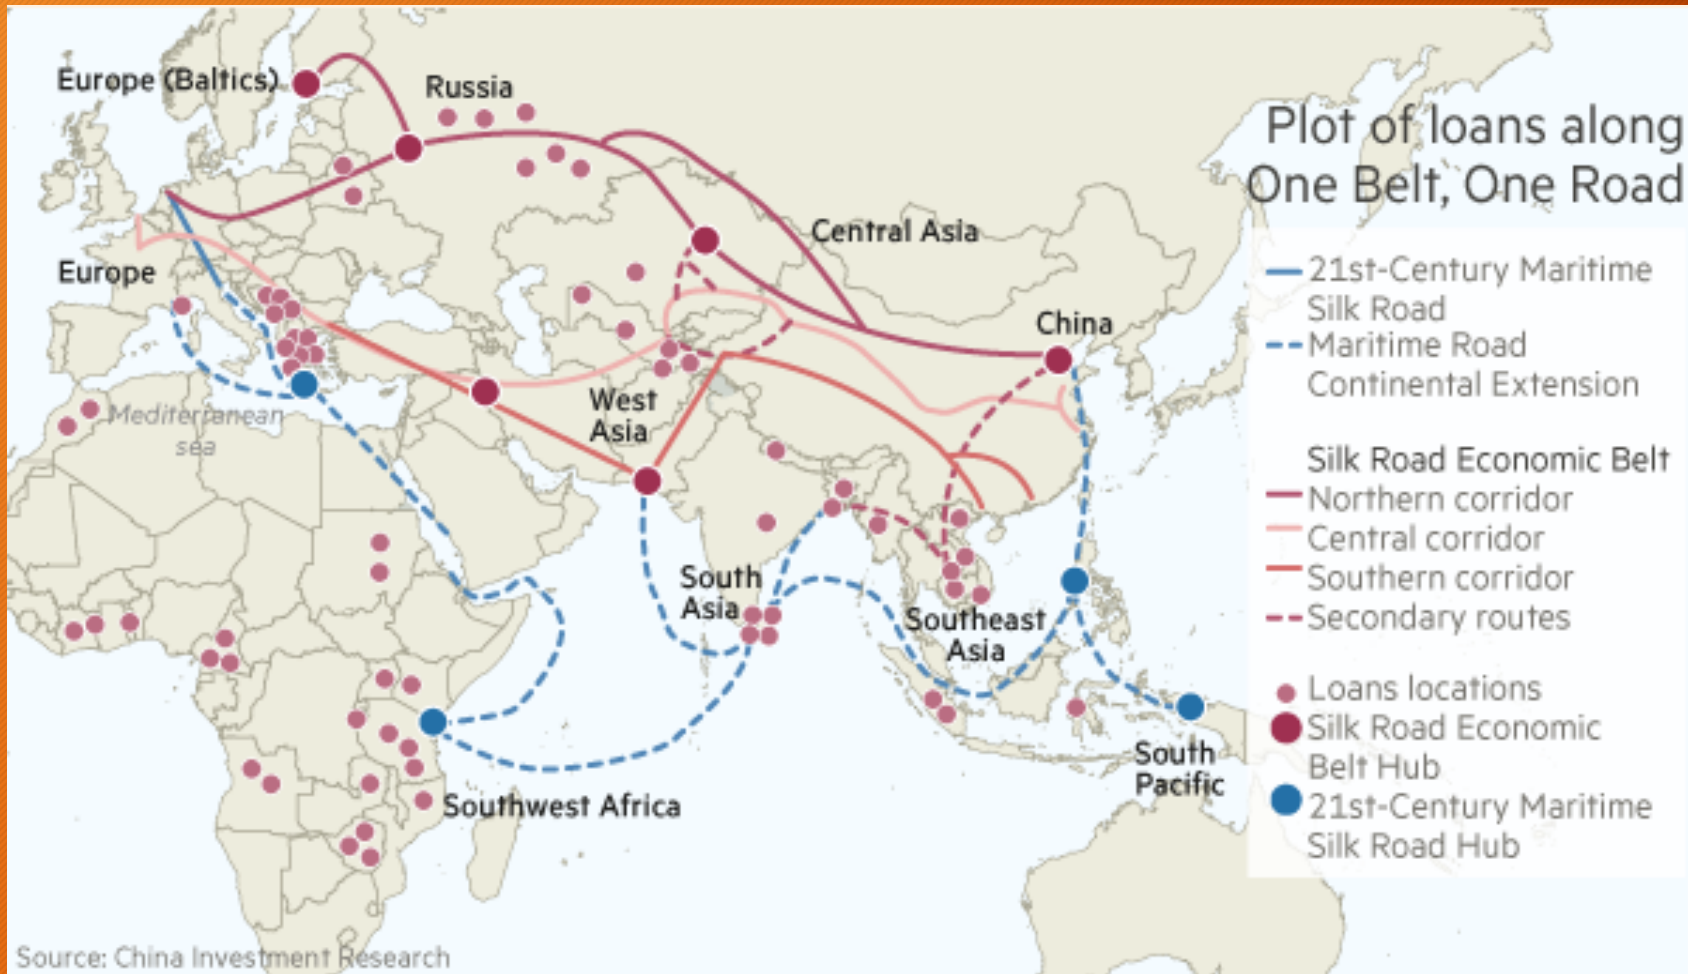 Plot of loans along
One Belt, One Road
Europe (Baltics)
Russia
Central Asia
Europe
China
Mediterranean
sea
West
Asia
South
Asia
Southeast
Asia
South
Pacific
Southwest Africa
21st-Century Maritime
Silk Road
Maritime Road
Continental Extension
Silk Road Economic Belt
Northern corridor
Central corridor
Southern corridor
Secondary routes
Loans locations
Silk Road Economic
Belt Hub
21st-Century Maritime
Silk Road Hub
Source: China Investment Research